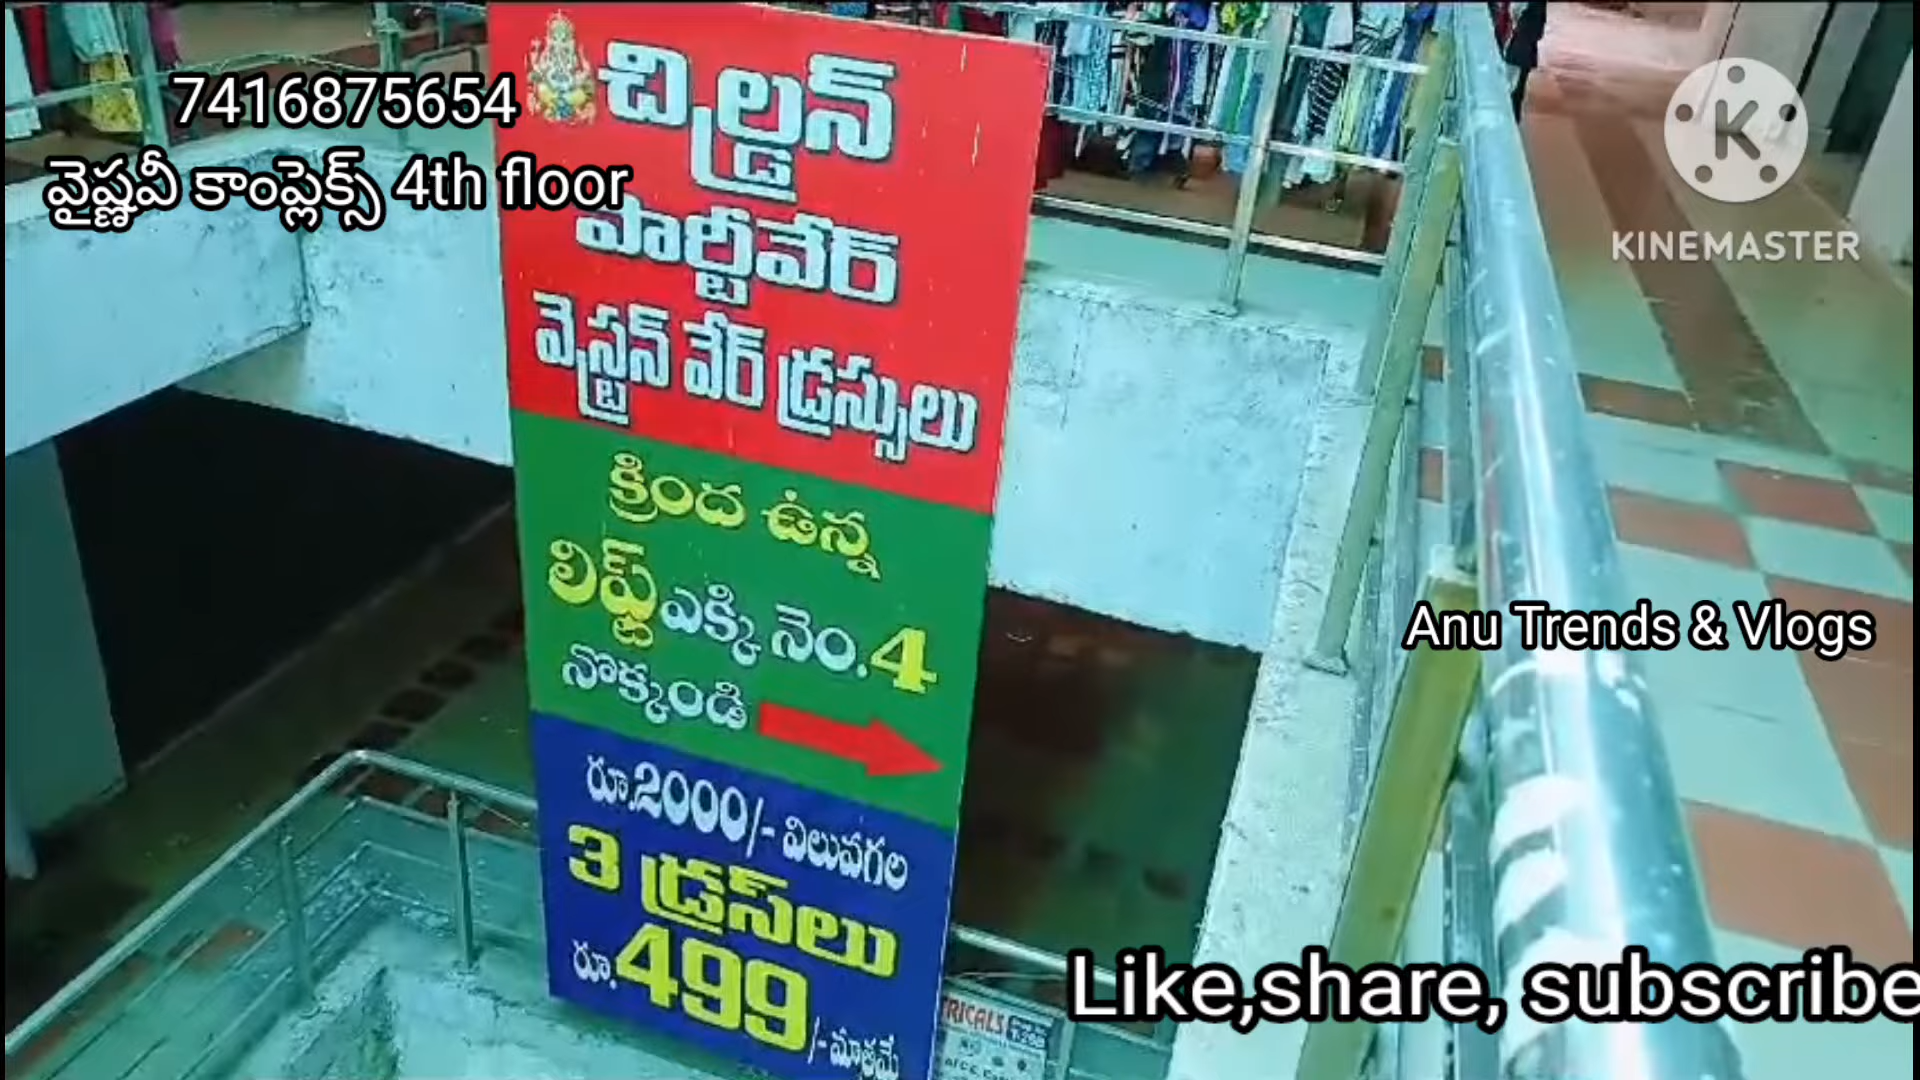 7416875654
వైష్ణవీ కాంప్లెక్స్ 4th floor
చిల్డ్రన్
పార్టీవేర్
వెస్ట్రన్ వేర్ డ్రస్సులు
క్రింద ఉన్న
లిఫ్ట్ ఎక్కి నెం.4
నొక్కండి
రూ.2000/- విలువగల
3 డ్రస్‌లు
రూ.499/- మాత్రమే
KINEMASTER
Anu Trends & Vlogs
Like,share, subscribe
TRICALS